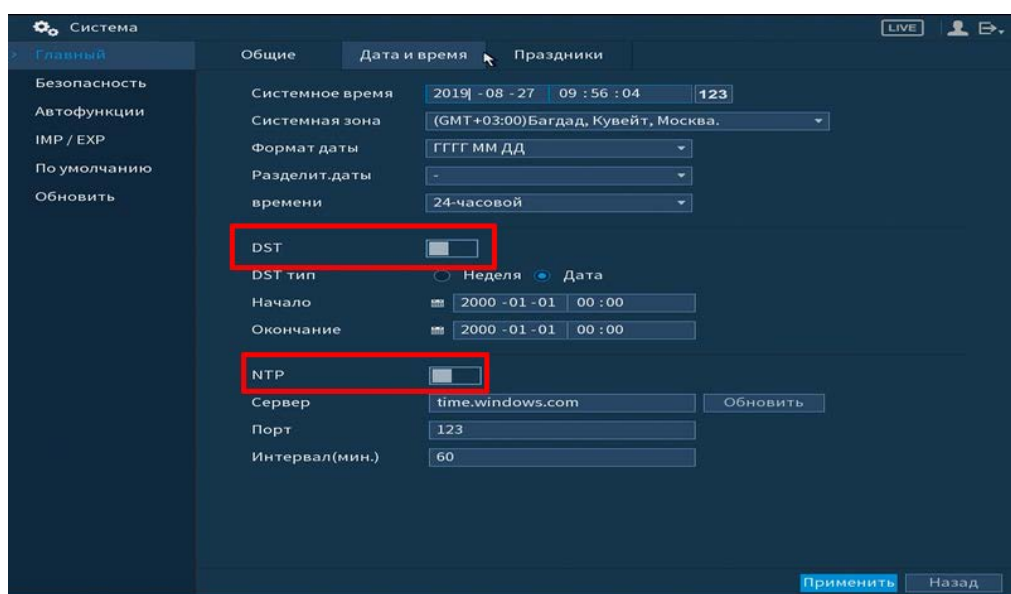 Система LIVE
Главный Общие Дата и время Праздники
Безопасность
Автофункции
IMP / EXP
По умолчанию
Обновить
Системное время 2019 -08 -27 09 :56 :04 123
Системная зона (GMT+03:00)Багдад, Кувейт, Москва.
Формат даты ГГГГ ММ ДД
Разделит.даты -
времени 24-часовой
DST
DST тип Неделя Дата
Начало 2000 -01 -01 00 :00
Окончание 2000 -01 -01 00 :00
NTP
Сервер time.windows.com Обновить
Порт 123
Интервал(мин.) 60
Применить Назад